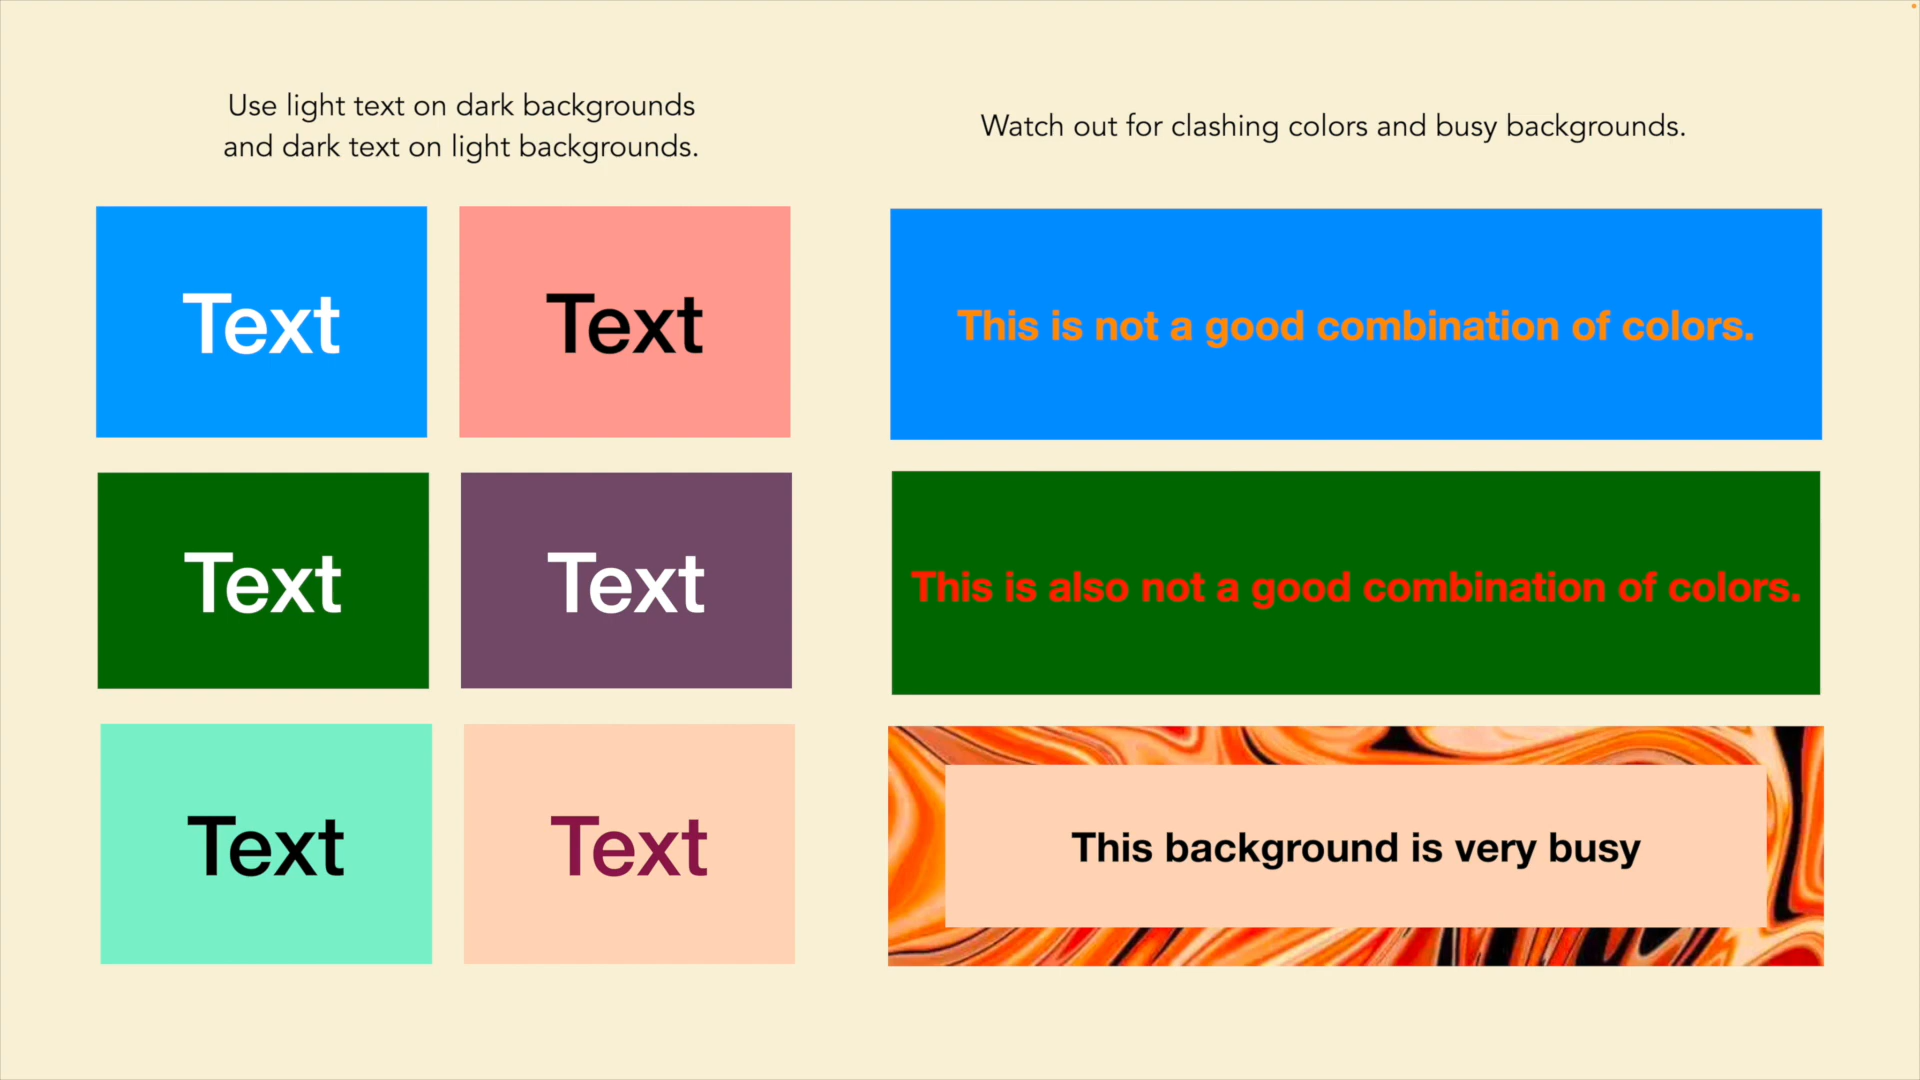 Use light text on dark backgrounds
and dark text on light backgrounds.
Text
Text
Text
Text
Text
Text
Watch out for clashing colors and busy backgrounds.
This is not a good combination of colors.
This is also not a good combination of colors.
This background is very busy